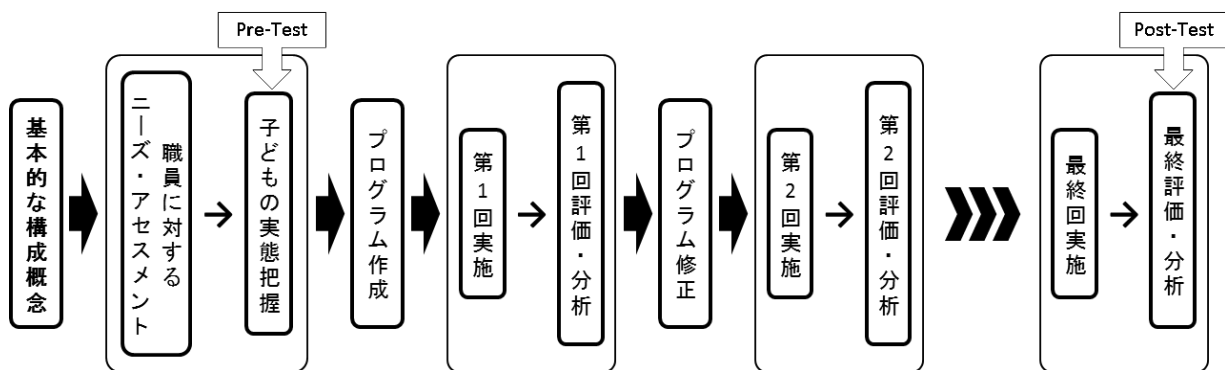 Pre-Test
Post-Test
基本的な構成概念
職員に対する
ニーズ・アセスメント
子どもの実態把握
プログラム作成
第1回実施
第1回評価・分析
プログラム修正
第2回実施
第2回評価・分析
最終回実施
最終評価・分析